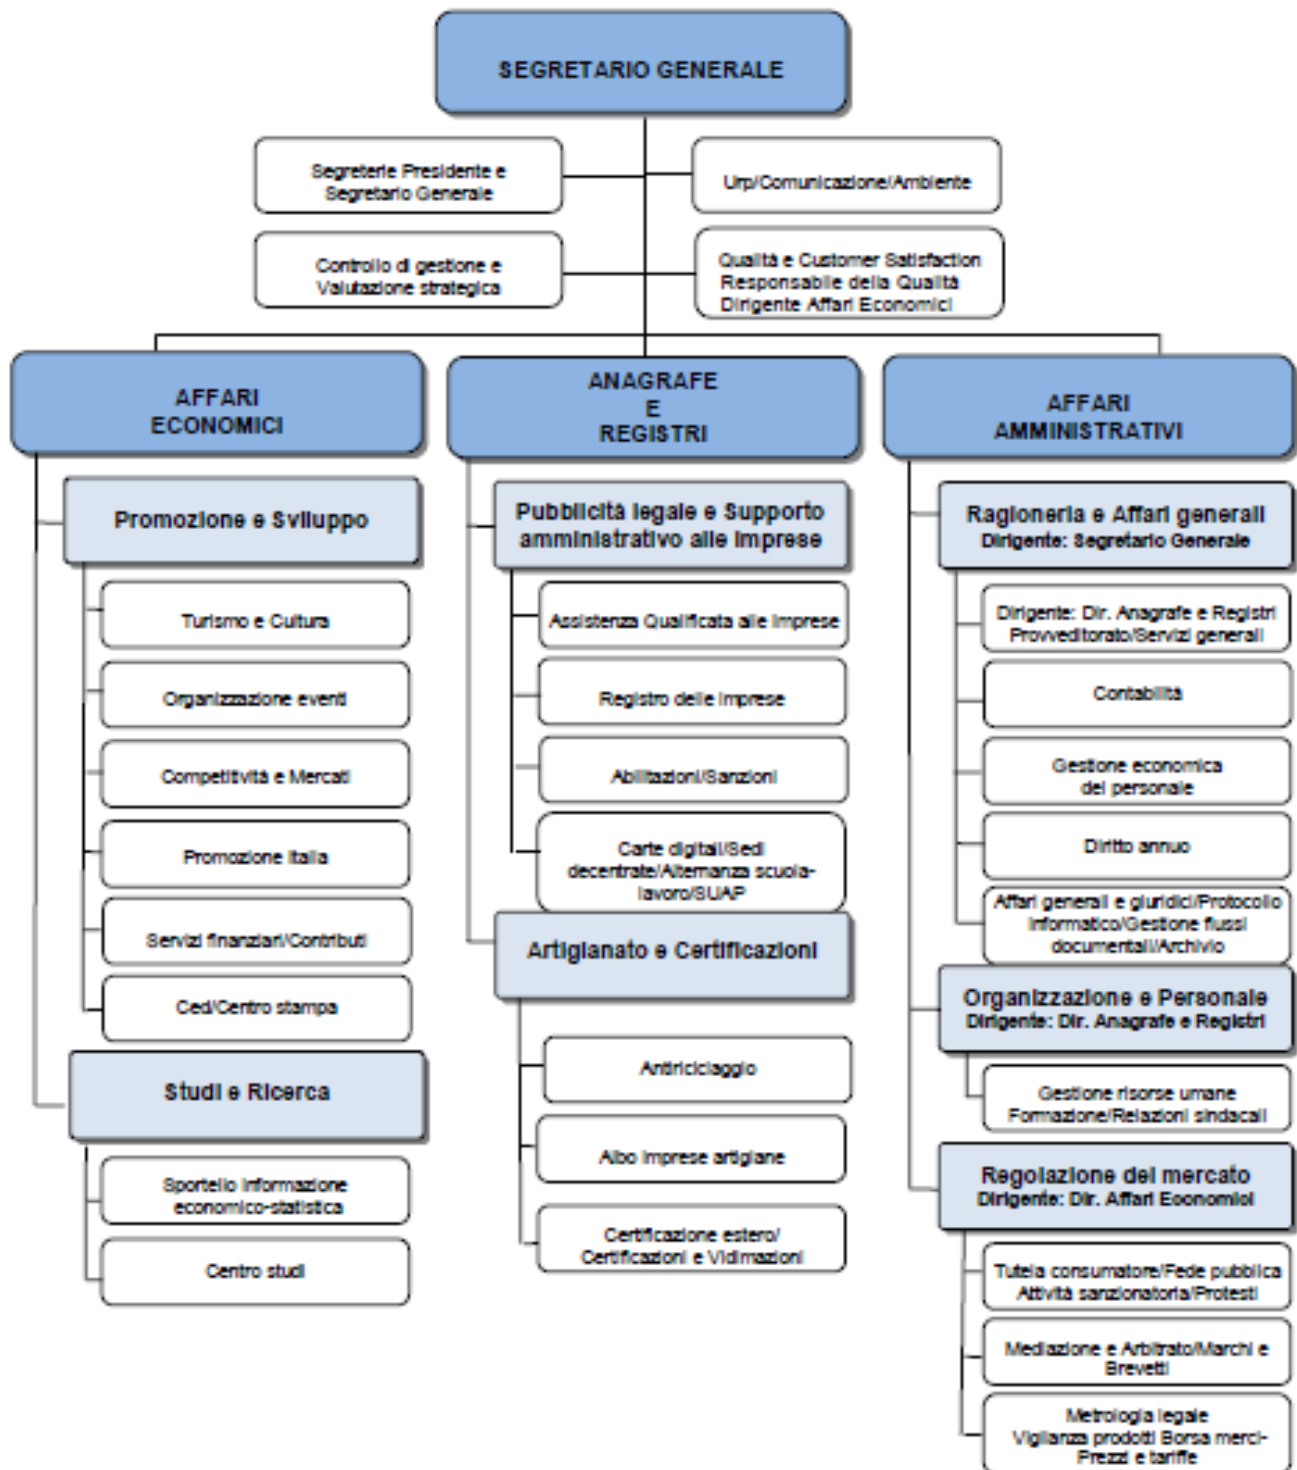 SEGRETARIO GENERALE
Segreterie Presidente e
Segretario Generale
Urp/Comunicazione/Ambiente
Controllo di gestione e
Valutazione strategica
Qualità e Customer Satisfaction
Responsabile della Qualità
Dirigente Affari Economici
AFFARI
ECONOMICI
Promozione e Sviluppo
Turismo e Cultura
Organizzazione eventi
Competitività e Mercati
Promozione Italia
Servizi finanziari/Contributi
Ced/Centro stampa
Studi e Ricerca
Sportello informazione
economico-statistica
Centro studi
ANAGRAFE
E
REGISTRI
Pubblicità legale e Supporto
amministrativo alle imprese
Assistenza Qualificata alle imprese
Registro delle imprese
Abilitazioni/Sanzioni
Carte digitali/Sedi
decentrate/Alternanza scuola-
lavoro/SUAP
Artigianato e Certificazioni
Antiriciclaggio
Albo imprese artigiane
Certificazione estero/
Certificazioni e Vidimazioni
AFFARI
AMMINISTRATIVI
Ragioneria e Affari generali
Dirigente: Segretario Generale
Dirigente: Dir. Anagrafe e Registri
Provveditorato/Servizi generali
Contabilità
Gestione economica
del personale
Diritto annuo
Affari generali e giuridici/Protocollo
informatico/Gestione flussi
documentali/Archivio
Organizzazione e Personale
Dirigente: Dir. Anagrafe e Registri
Gestione risorse umane
Formazione/Relazioni sindacali
Regolazione del mercato
Dirigente: Dir. Affari Economici
Tutela consumatore/Fede pubblica
Attività sanzionatoria/Protesti
Mediazione e Arbitrato/Marchi e
Brevetti
Metrologia legale
Vigilanza prodotti Borsa merci-
Prezzi e tariffe